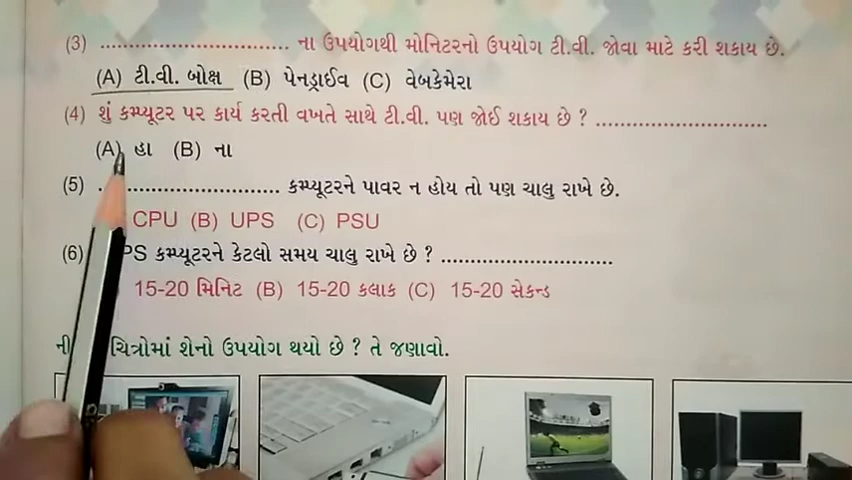 (3) ................................ ના ઉપયોગથી મોનિટરનો ઉપયોગ ટી.વી. જોવા માટે કરી શકાય છે.
(A) ટી.વી. બોક્ષ (B) પેનડ્રાઈવ (C) વેબકેમેરા
(4) શું કમ્પ્યૂટર પર કાર્ય કરતી વખતે સાથે ટી.વી. પણ જોઈ શકાય છે ? .............................
(A) હા (B) ના
(5) ............................. કમ્પ્યૂટરને પાવર ન હોય તો પણ ચાલુ રાખે છે.
CPU (B) UPS (C) PSU
(6) PS કમ્પ્યૂટરને કેટલો સમય ચાલુ રાખે છે ? .............................
15-20 મિનિટ (B) 15-20 કલાક (C) 15-20 સેકન્ડ
ચિત્રોમાં શેનો ઉપયોગ થયો છે ? તે જણાવો.